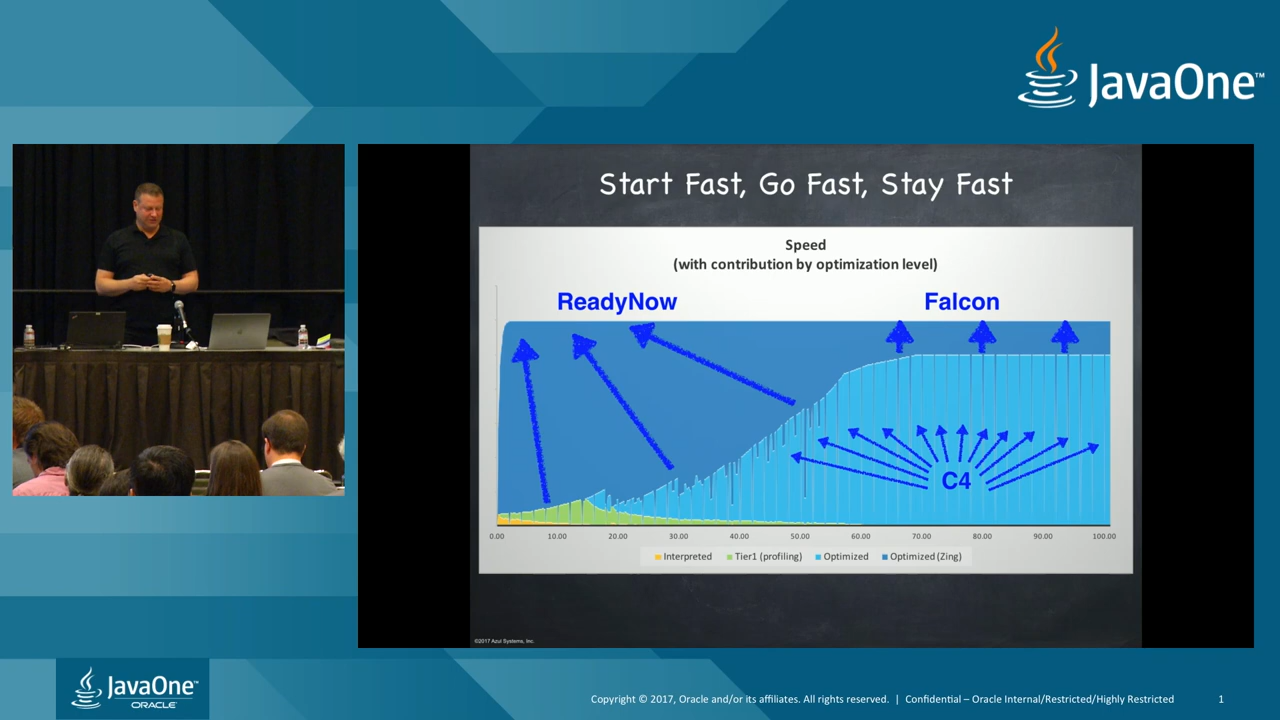 JavaOne™
Start Fast, Go Fast, Stay Fast
Speed
(with contribution by optimization level)
ReadyNow
Falcon
C4
0.00 10.00 20.00 30.00 40.00 50.00 60.00 70.00 80.00 90.00 100.00
Interpreted Tier1 (profiling) Optimized Optimized (Zing)
©2017 Azul Systems, Inc.
JavaOne™
ORACLE
Copyright © 2017, Oracle and/or its affiliates. All rights reserved. | Confidential – Oracle Internal/Restricted/Highly Restricted 1